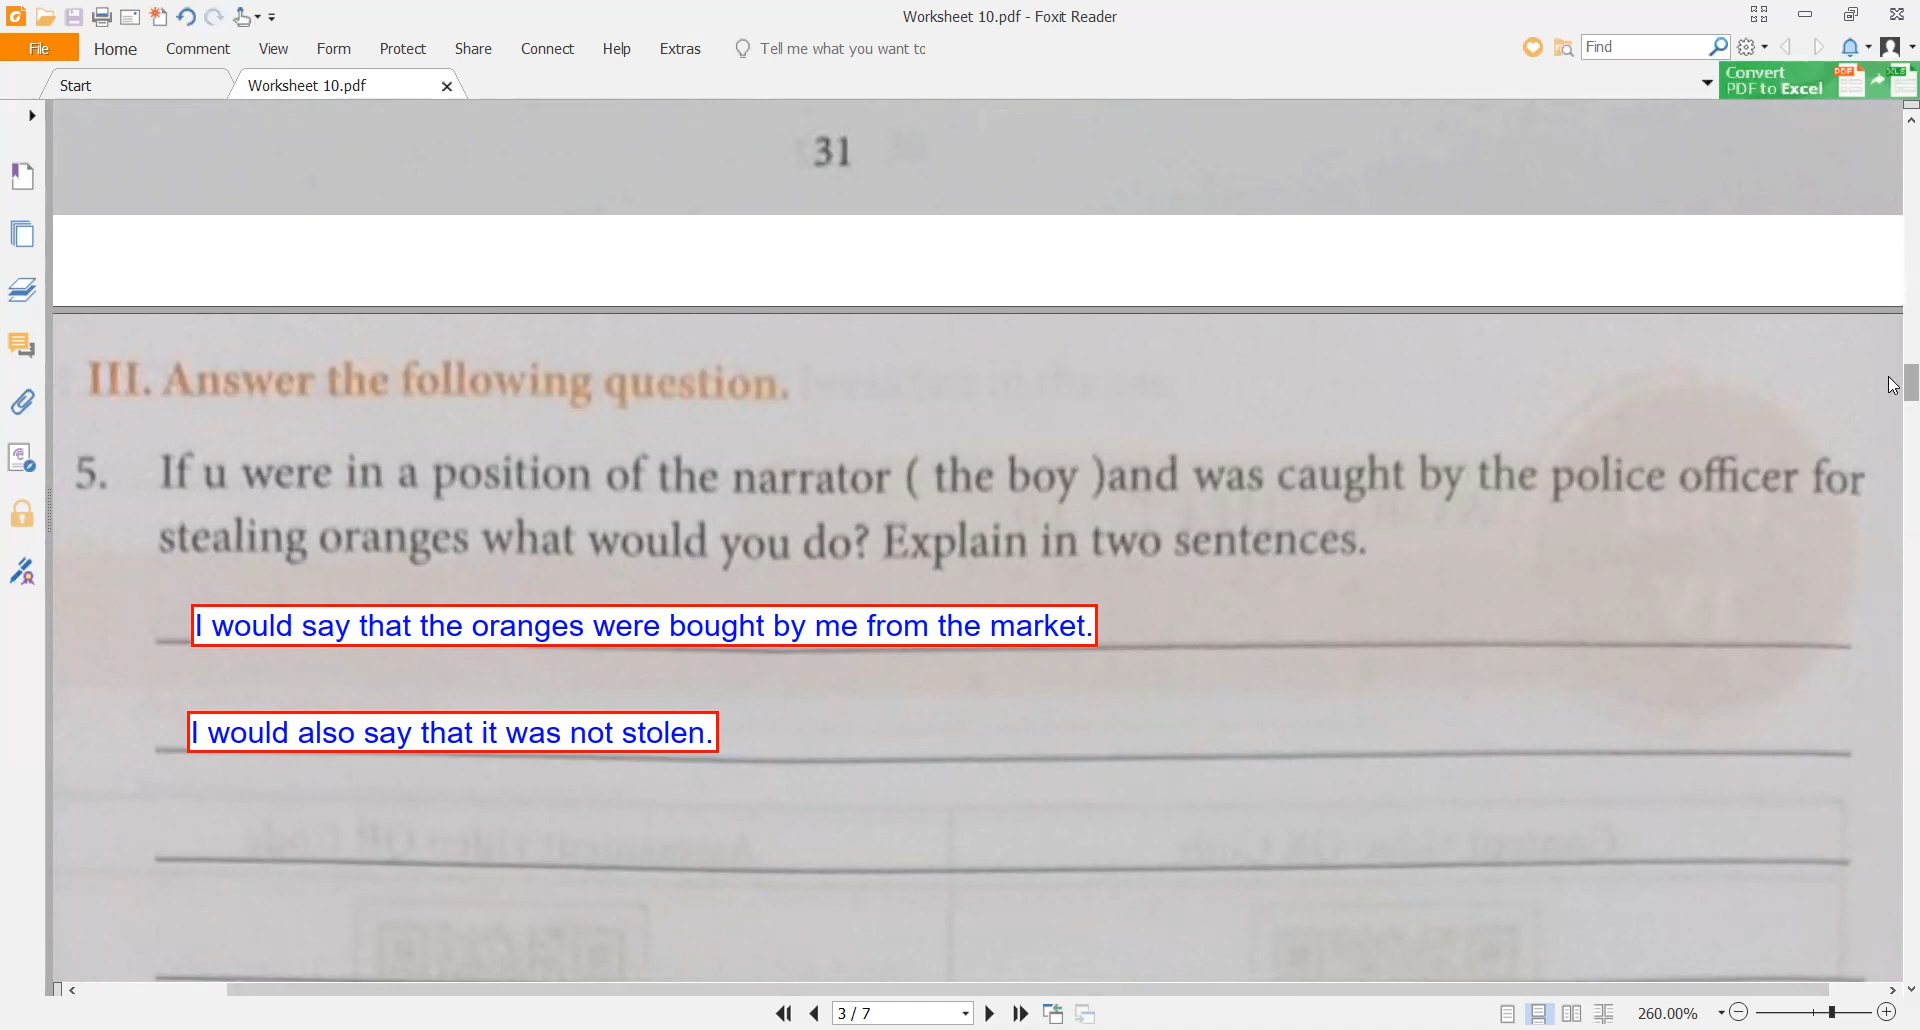 Worksheet 10.pdf - Foxit Reader
File Home Comment View Form Protect Share Connect Help Extras Tell me what you want to
Find
Start
Worksheet 10.pdf
Convert
PDF to Excel
PDF
XLS
31
III. Answer the following question.
5. If u were in a position of the narrator ( the boy )and was caught by the police officer for
stealing oranges what would you do? Explain in two sentences.
I would say that the oranges were bought by me from the market.
I would also say that it was not stolen.
3 / 7
260.00%